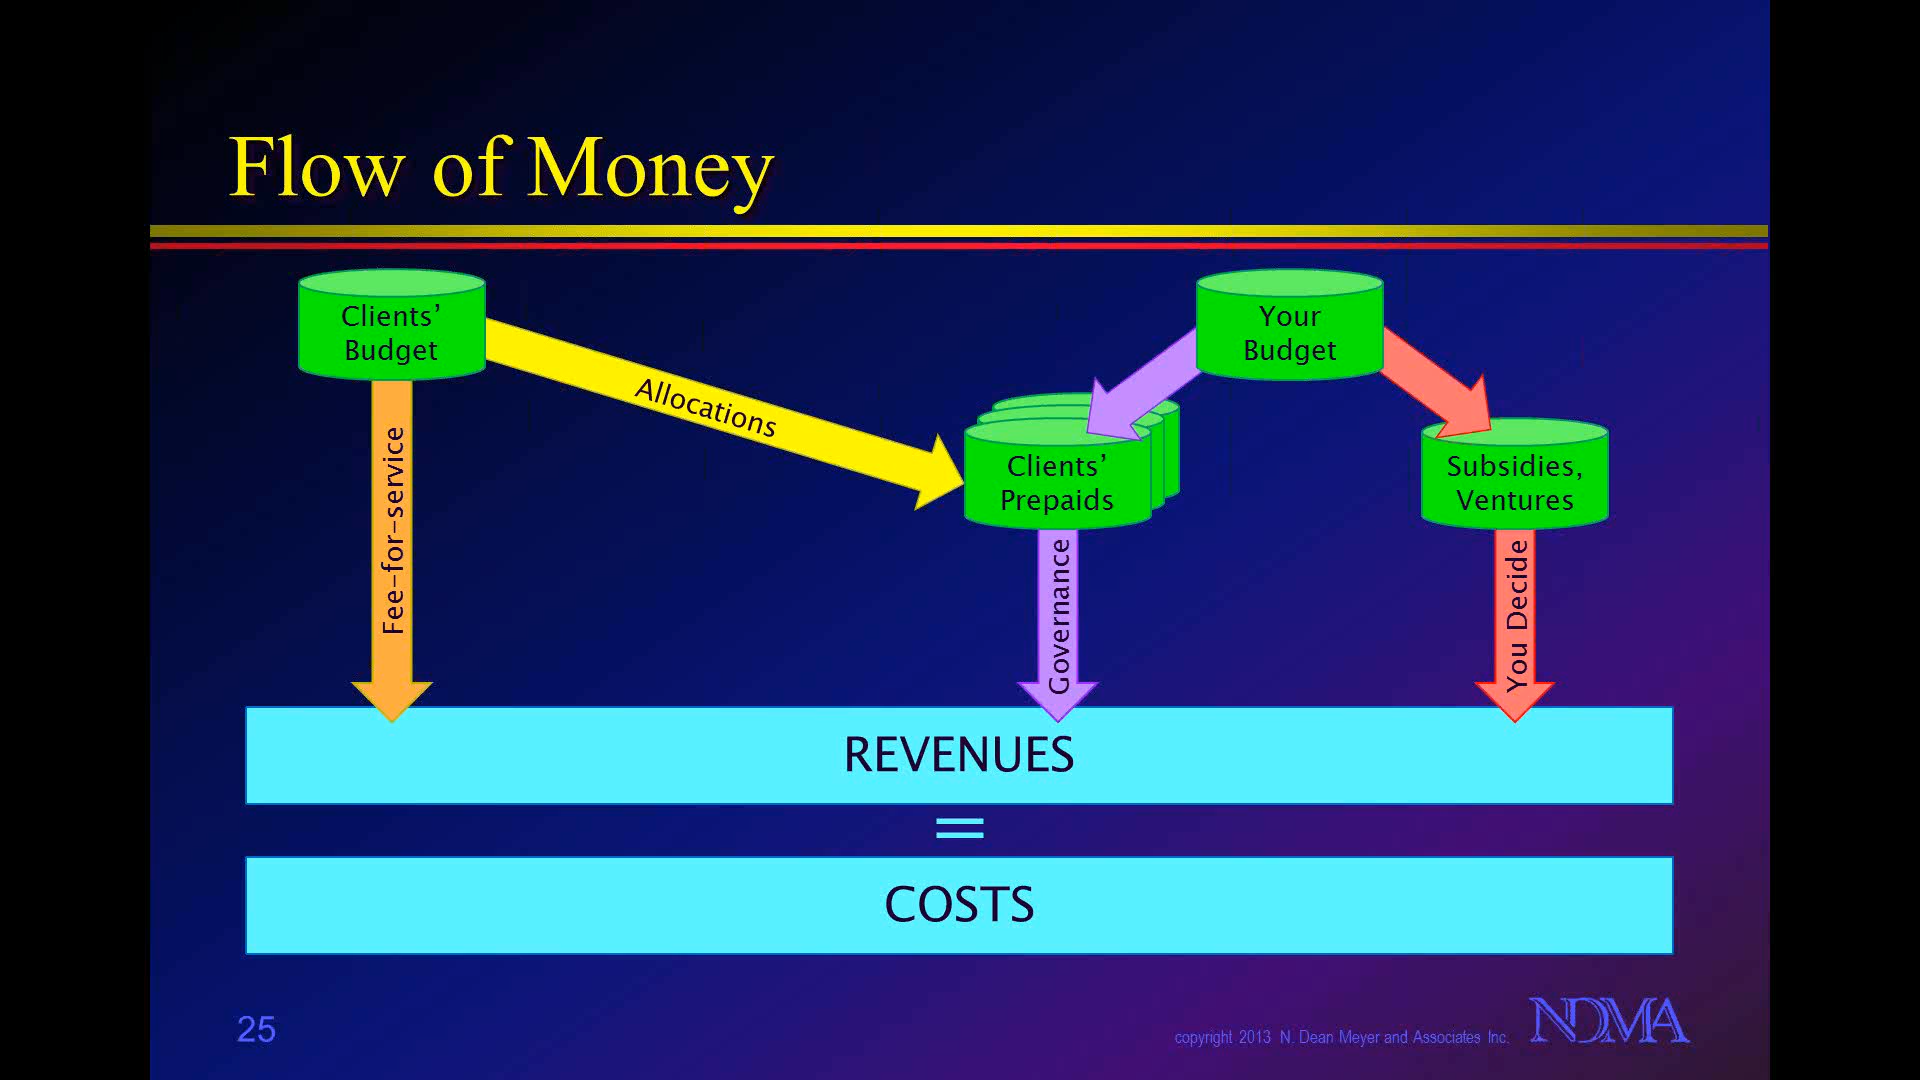 Flow of Money
Clients’
Budget
Your
Budget
Allocations
Clients’
Prepaids
Subsidies,
Ventures
Fee-for-service
Governance
You Decide
REVENUES
=
COSTS
25
copyright 2013 N. Dean Meyer and Associates Inc.
NDMA